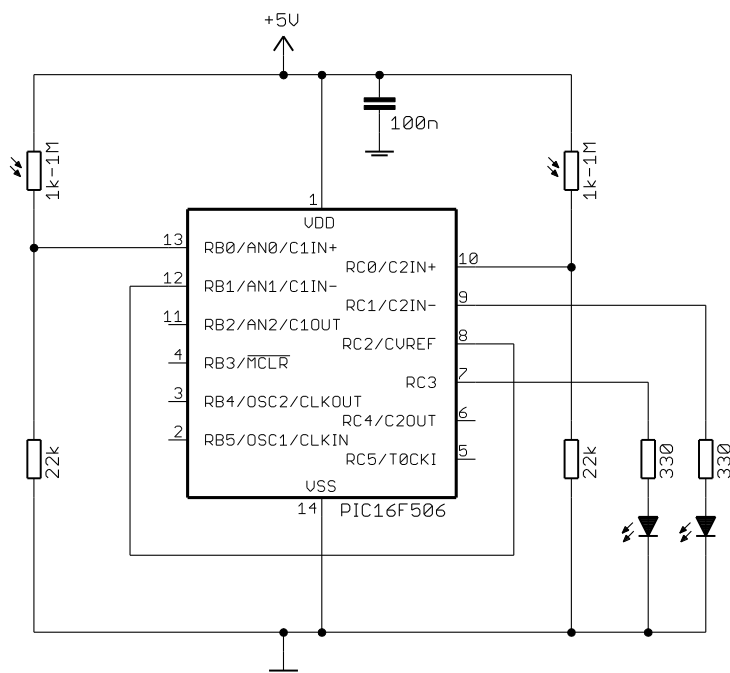 +5V
100n
1k-1M
1k-1M
1
VDD
13
RB0/AN0/C1IN+
10
RC0/C2IN+
12
RB1/AN1/C1IN-
9
RC1/C2IN-
11
RB2/AN2/C1OUT
8
RC2/CVREF
4
RB3/MCLR
7
RC3
3
RB4/OSC2/CLKOUT
6
RC4/C2OUT
2
RB5/OSC1/CLKIN
5
RC5/T0CKI
22k
22k
330
330
VSS
14
PIC16F506